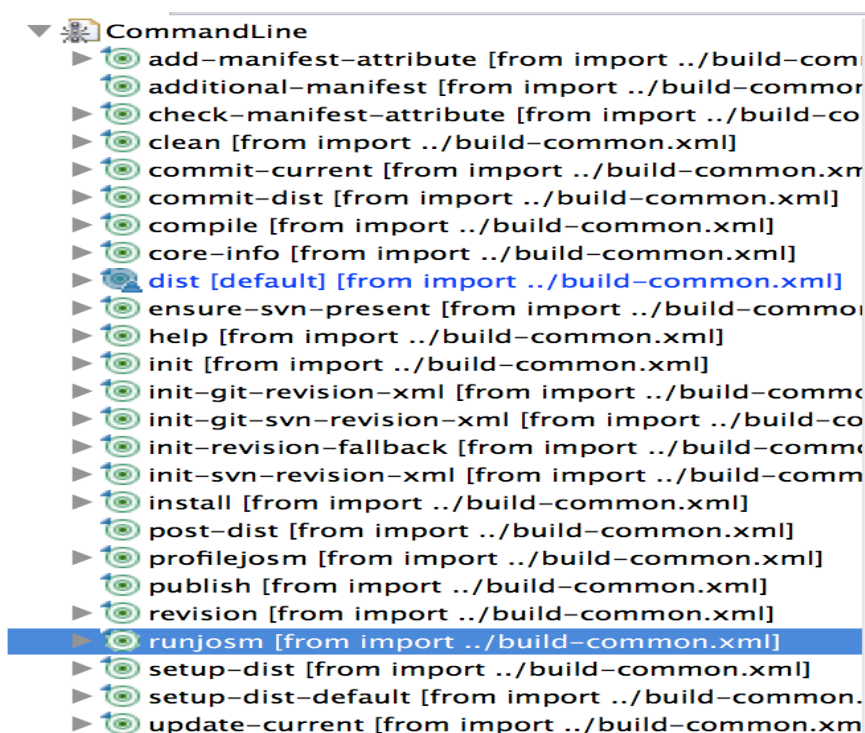 CommandLine
add-manifest-attribute [from import ../build-com
additional-manifest [from import ../build-common
check-manifest-attribute [from import ../build-co
clean [from import ../build-common.xml]
commit-current [from import ../build-common.xm
commit-dist [from import ../build-common.xml]
compile [from import ../build-common.xml]
core-info [from import ../build-common.xml]
dist [default] [from import ../build-common.xml]
ensure-svn-present [from import ../build-common
help [from import ../build-common.xml]
init [from import ../build-common.xml]
init-git-revision-xml [from import ../build-commo
init-git-svn-revision-xml [from import ../build-co
init-revision-fallback [from import ../build-commo
init-svn-revision-xml [from import ../build-comm
install [from import ../build-common.xml]
post-dist [from import ../build-common.xml]
profilejosm [from import ../build-common.xml]
publish [from import ../build-common.xml]
revision [from import ../build-common.xml]
runjosm [from import ../build-common.xml]
setup-dist [from import ../build-common.xml]
setup-dist-default [from import ../build-common.
update-current [from import ../build-common.xm